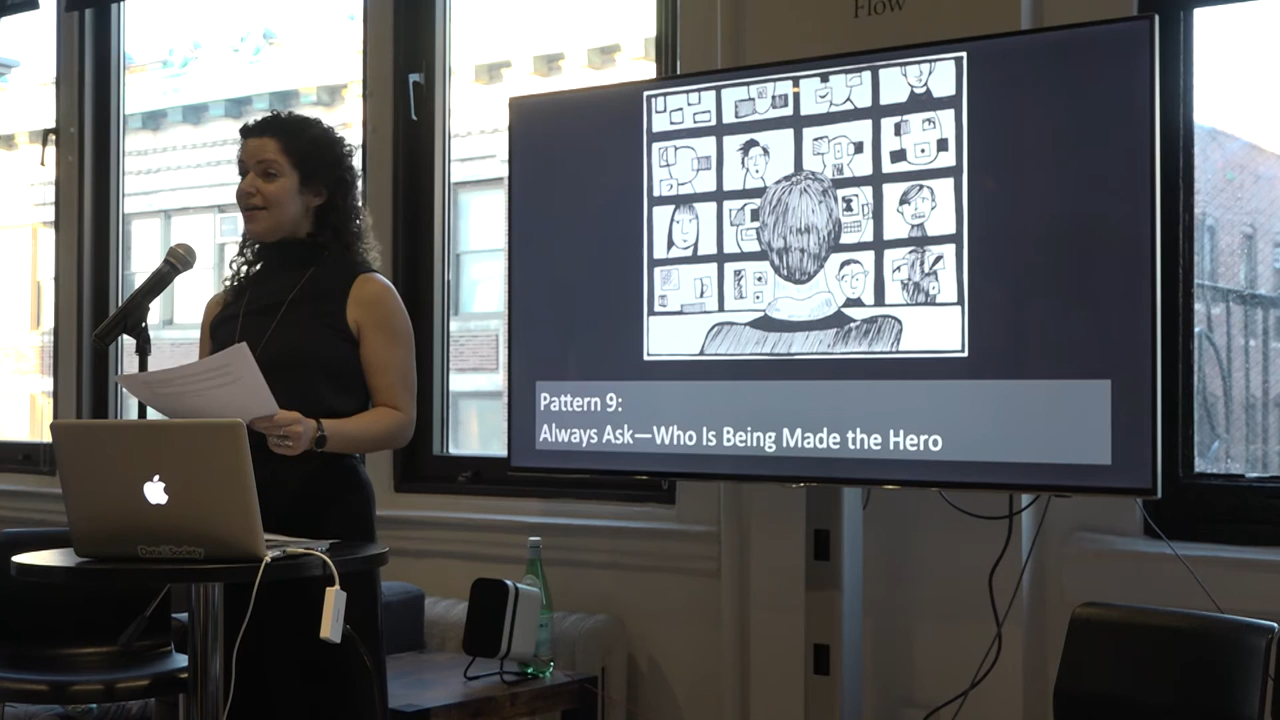 Flow
Pattern 9:
Always Ask—Who Is Being Made the Hero
Data & Society